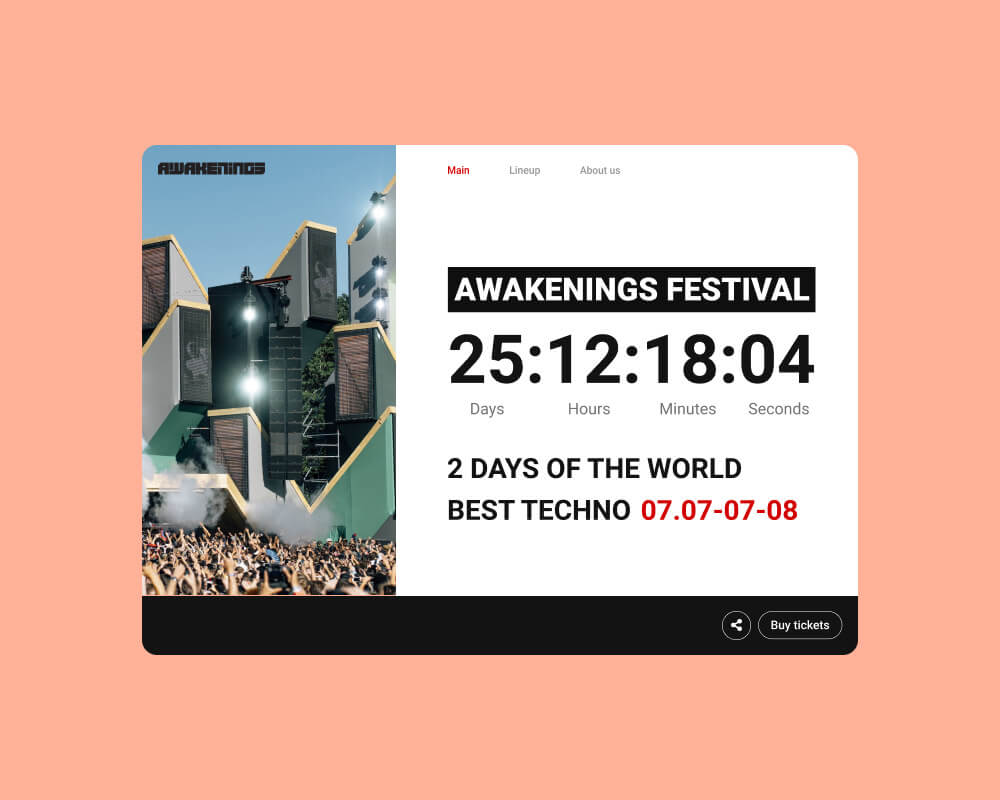 AWAKENINGS
Main Lineup About us
AWAKENINGS FESTIVAL
25:12:18:04
Days Hours Minutes Seconds
2 DAYS OF THE WORLD
BEST TECHNO 07.07-07-08
Buy tickets